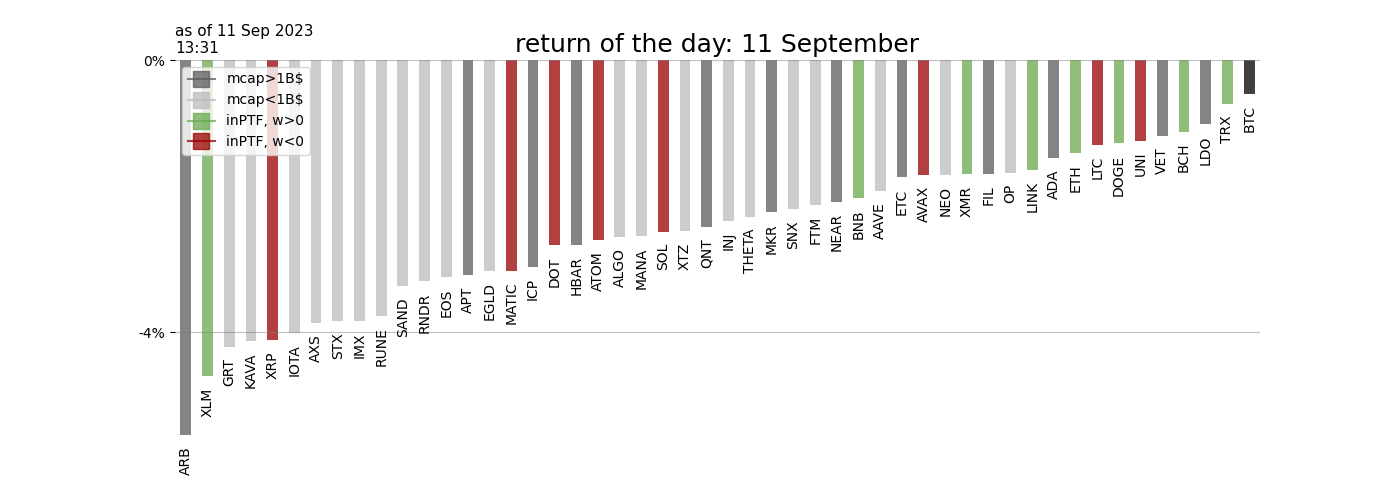 as of 11 Sep 2023
13:31
return of the day: 11 September
0%
mcap>1B$
mcap<1B$
inPTF, w>0
inPTF, w<0
-4%
ARB
XLM
GRT
KAVA
XRP
IOTA
AXS
STX
IMX
RUNE
SAND
RNDR
EOS
APT
EGLD
MATIC
ICP
DOT
HBAR
ATOM
ALGO
MANA
SOL
XTZ
QNT
INJ
THETA
MKR
SNX
FTM
NEAR
BNB
AAVE
ETC
AVAX
NEO
XMR
FIL
OP
LINK
ADA
ETH
LTC
DOGE
UNI
VET
BCH
LDO
TRX
BTC